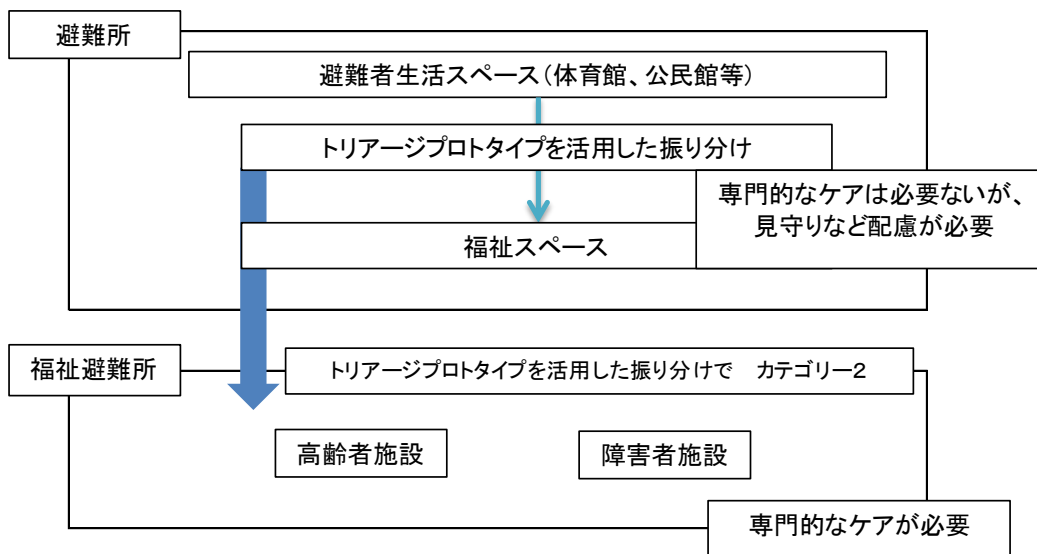 避難所
避難者生活スペース（体育館、公民館等）
トリアージプロトタイプを活用した振り分け
専門的なケアは必要ないが、
見守りなど配慮が必要
福祉スペース
福祉避難所
トリアージプロトタイプを活用した振り分けで　カテゴリー２
高齢者施設
障害者施設
専門的なケアが必要